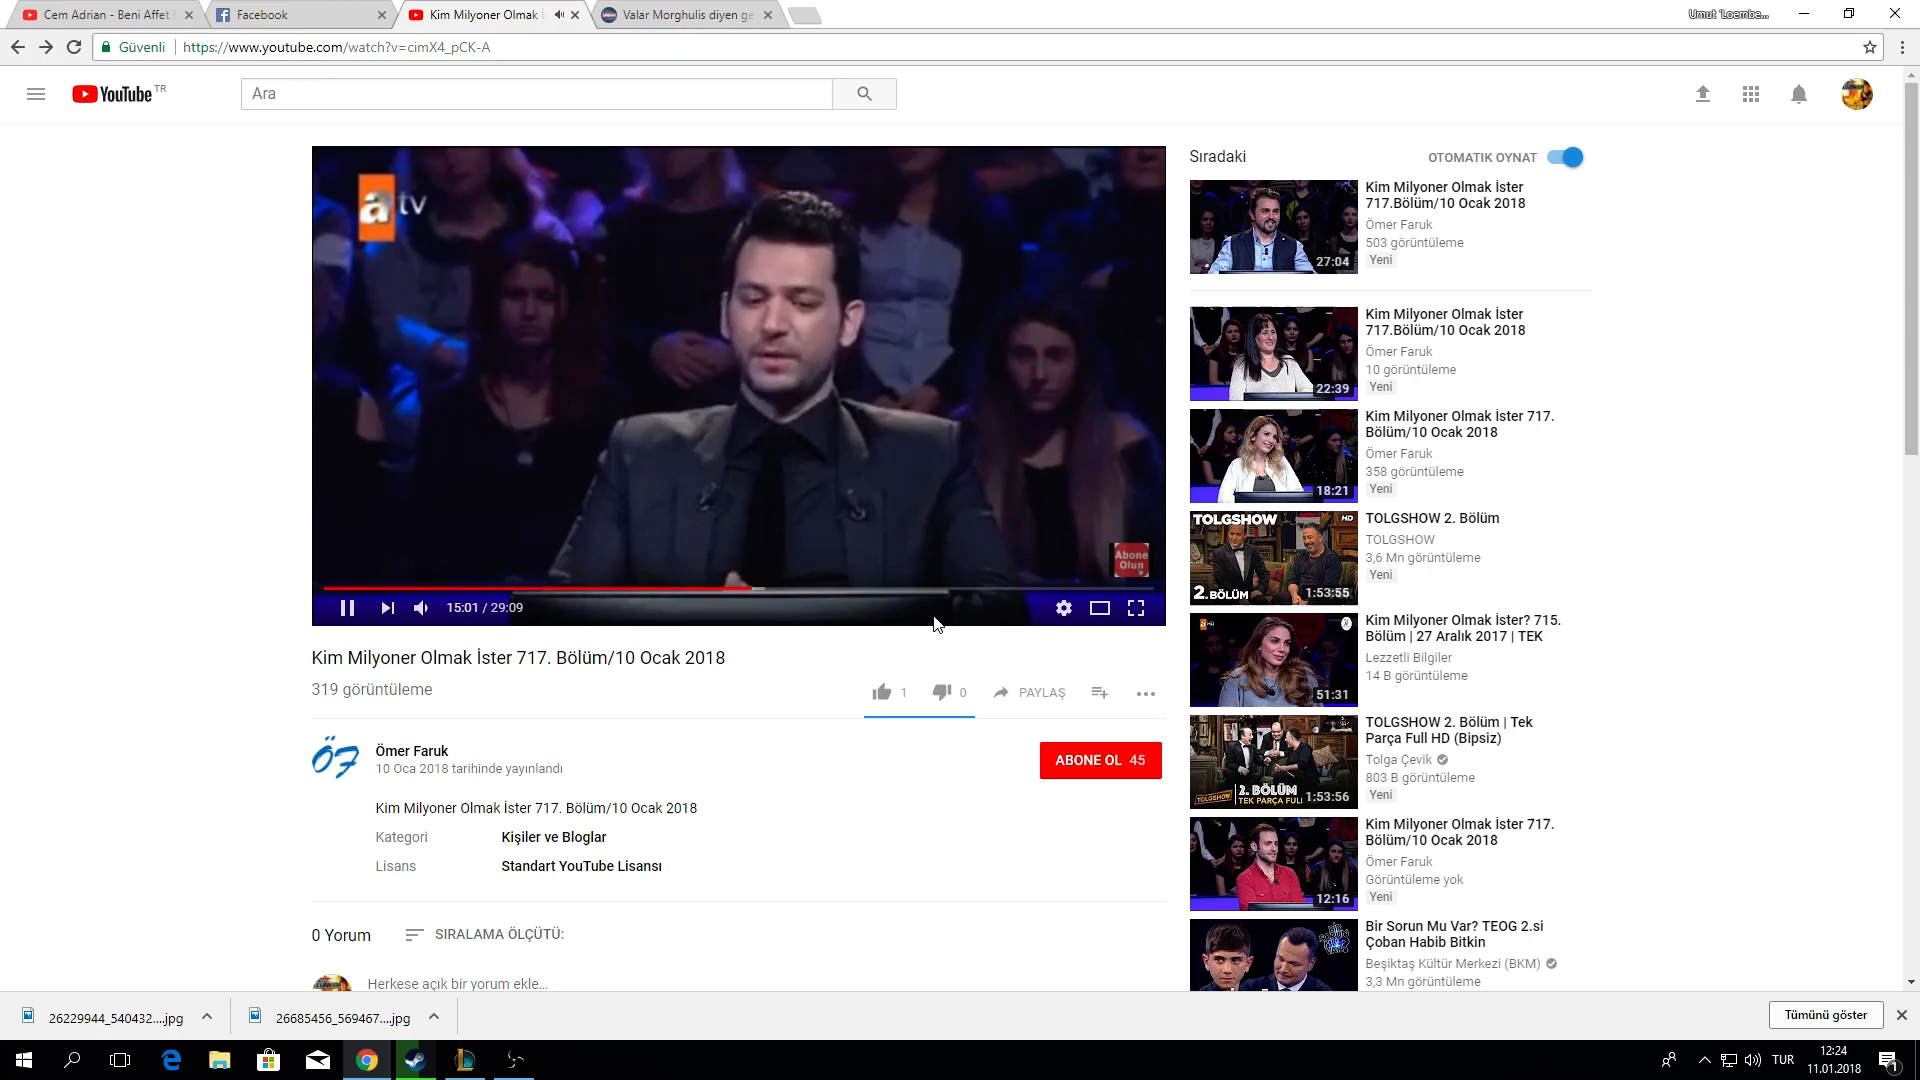 Cem Adrian - Beni Affet
Facebook
Kim Milyoner Olmak İ
Valar Morghulis diyen ge
Umut 'Loembe...
Güvenli
https://www.youtube.com/watch?v=cimX4_pCK-A
YouTube TR
Ara
a tv
Abone Olun
15:01 / 29:09
Kim Milyoner Olmak İster 717. Bölüm/10 Ocak 2018
319 görüntüleme
1
0
PAYLAŞ
Ömer Faruk
10 Oca 2018 tarihinde yayınlandı
ABONE OL 45
Kim Milyoner Olmak İster 717. Bölüm/10 Ocak 2018
Kategori
Kişiler ve Bloglar
Lisans
Standart YouTube Lisansı
0 Yorum
SIRALAMA ÖLÇÜTÜ:
Herkese açık bir yorum ekle...
Sıradaki
OTOMATIK OYNAT
27:04
Kim Milyoner Olmak İster
717.Bölüm/10 Ocak 2018
Ömer Faruk
503 görüntüleme
Yeni
22:39
Kim Milyoner Olmak İster
717.Bölüm/10 Ocak 2018
Ömer Faruk
10 görüntüleme
Yeni
18:21
Kim Milyoner Olmak İster 717.
Bölüm/10 Ocak 2018
Ömer Faruk
358 görüntüleme
Yeni
TOLGSHOW
HD
2.BÖLÜM
1:53:55
TOLGSHOW 2. Bölüm
TOLGSHOW
3,6 Mn görüntüleme
Yeni
51:31
Kim Milyoner Olmak İster? 715.
Bölüm | 27 Aralık 2017 | TEK
Lezzetli Bilgiler
14 B görüntüleme
TOLGSHOW
2. BÖLÜM
TEK PARÇA FULL
1:53:56
TOLGSHOW 2. Bölüm | Tek
Parça Full HD (Bipsiz)
Tolga Çevik
803 B görüntüleme
Yeni
12:16
Kim Milyoner Olmak İster 717.
Bölüm/10 Ocak 2018
Ömer Faruk
Görüntüleme yok
Yeni
BİR SORUN MU VAR?
Bir Sorun Mu Var? TEOG 2.si
Çoban Habib Bitkin
Beşiktaş Kültür Merkezi (BKM)
3,3 Mn görüntüleme
26229944_540432....jpg
26685456_569467....jpg
Tümünü göster
TUR
12:24
11.01.2018
1